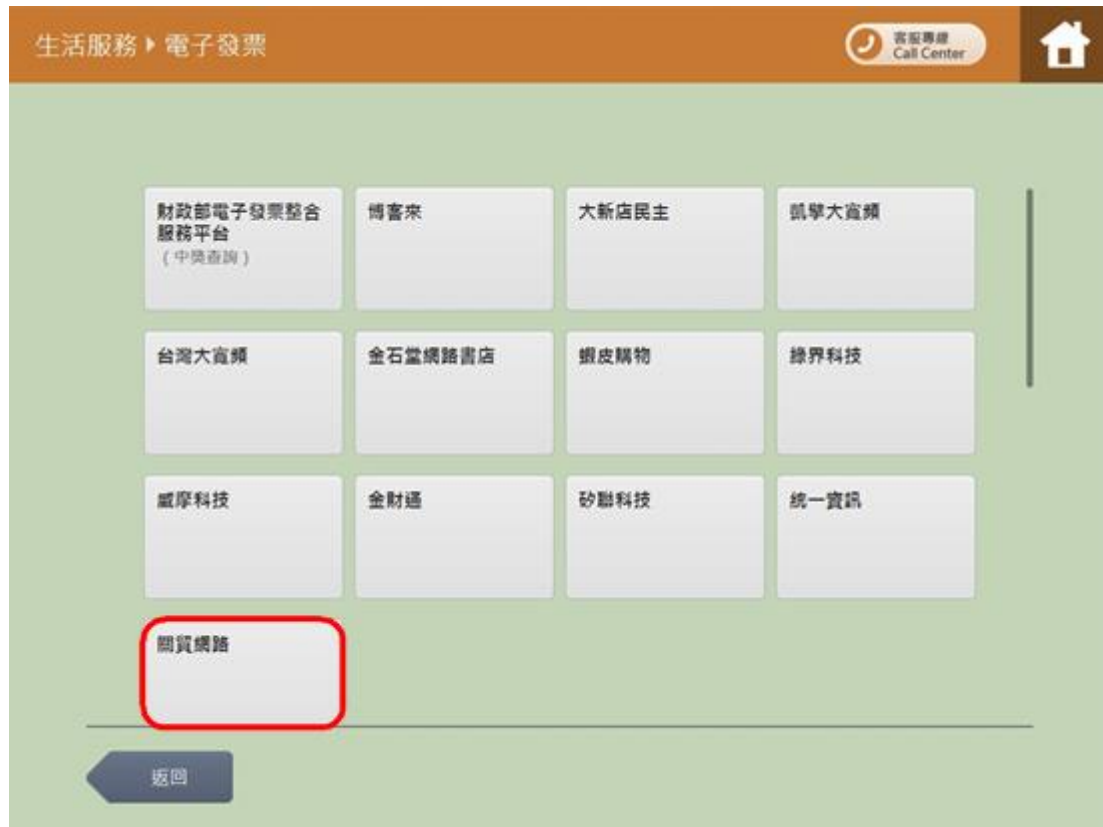 生活服務 ▸ 電子發票
客服專線
Call Center
財政部電子發票整合
服務平台
(中獎查詢)
博客來
大新店民主
凱擘大寬頻
台灣大寬頻
金石堂網路書店
蝦皮購物
綠界科技
威摩科技
金財通
矽聯科技
統一資訊
關貿網路
返回